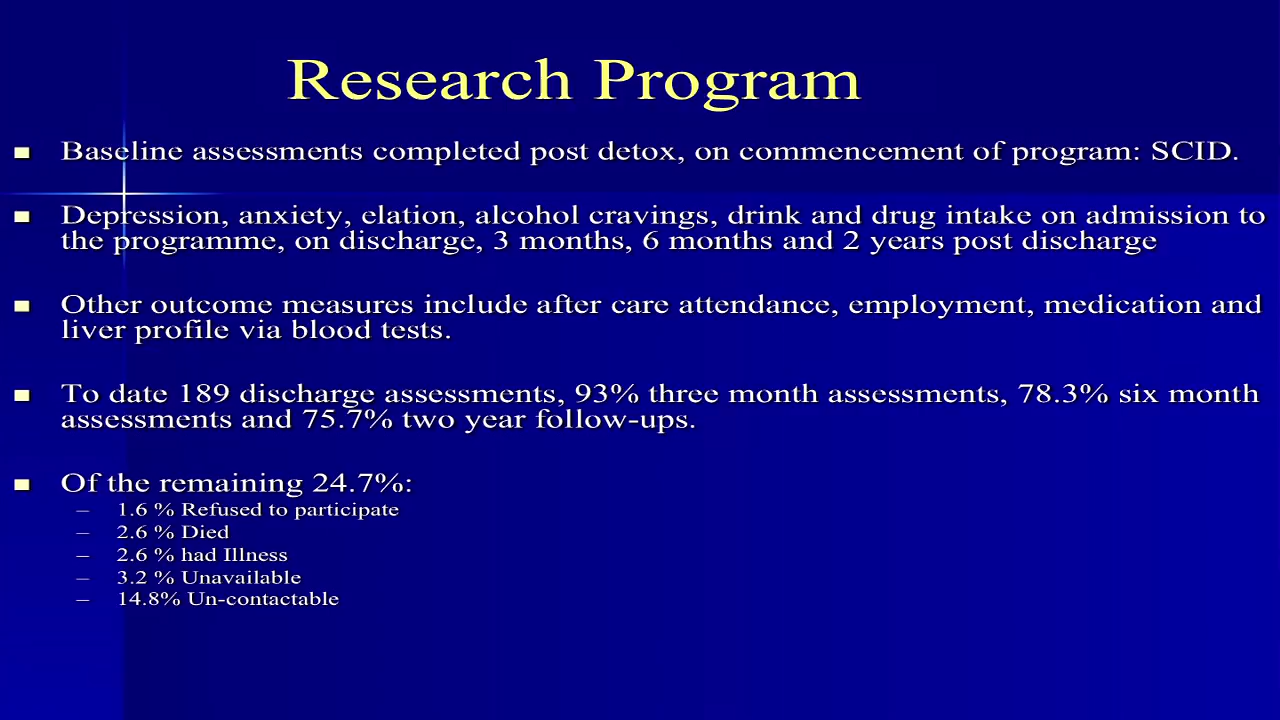 Research Program
■ Baseline assessments completed post detox, on commencement of program: SCID.
■ Depression, anxiety, elation, alcohol cravings, drink and drug intake on admission to
the programme, on discharge, 3 months, 6 months and 2 years post discharge
■ Other outcome measures include after care attendance, employment, medication and
liver profile via blood tests.
■ To date 189 discharge assessments, 93% three month assessments, 78.3% six month
assessments and 75.7% two year follow-ups.
■ Of the remaining 24.7%:
– 1.6 % Refused to participate
– 2.6 % Died
– 2.6 % had Illness
– 3.2 % Unavailable
– 14.8% Un-contactable